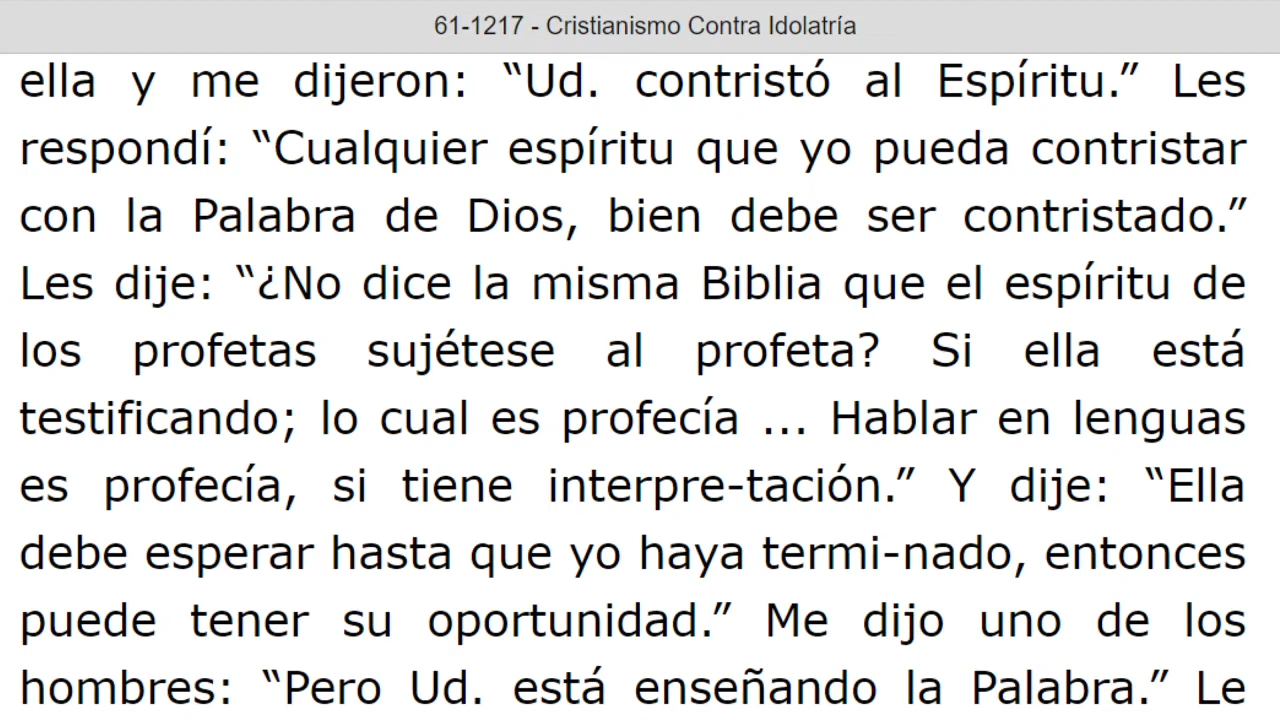 61-1217 - Cristianismo Contra Idolatría
ella y me dijeron: “Ud. contristó al Espíritu.” Les
respondí: “Cualquier espíritu que yo pueda contristar
con la Palabra de Dios, bien debe ser contristado.”
Les dije: “¿No dice la misma Biblia que el espíritu de
los profetas sujétese al profeta? Si ella está
testificando; lo cual es profecía ... Hablar en lenguas
es profecía, si tiene interpre-tación.” Y dije: “Ella
debe esperar hasta que yo haya termi-nado, entonces
puede tener su oportunidad.” Me dijo uno de los
hombres: “Pero Ud. está enseñando la Palabra.” Le